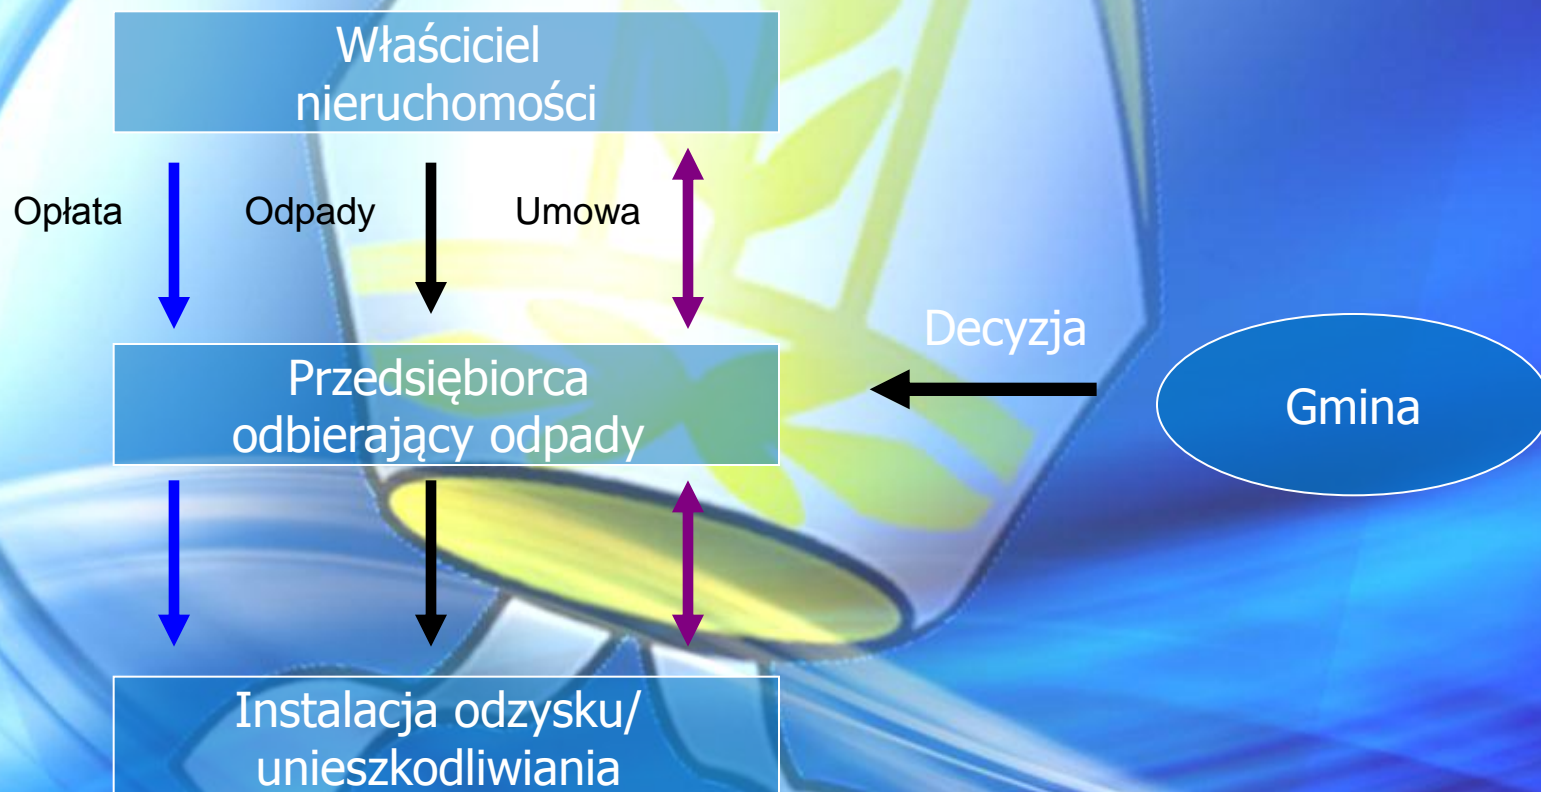 Właściciel
nieruchomości
Opłata
Odpady
Umowa
Decyzja
Przedsiębiorca
odbierający odpady
Gmina
Instalacja odzysku/
unieszkodliwiania